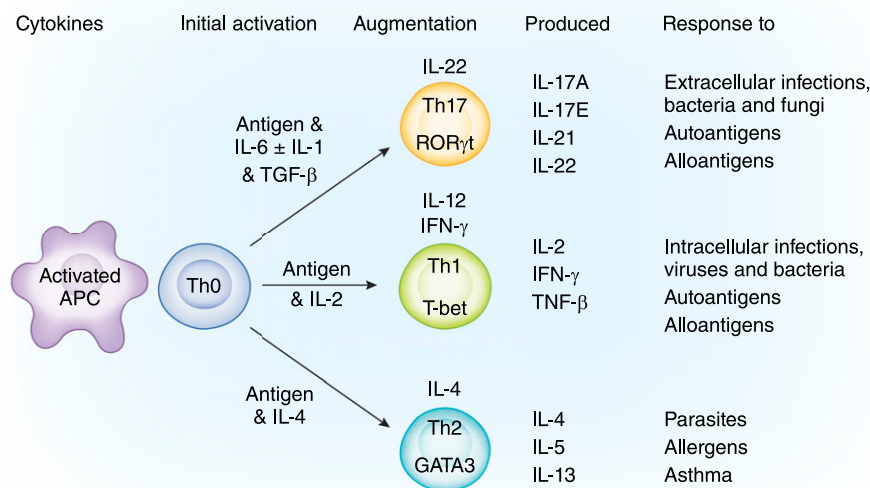 Cytokines
Initial activation
Augmentation
Produced
Response to
Activated
APC
Th0
Antigen &
IL-6 ± IL-1
& TGF-β
IL-22
Th17
RORγt
IL-17A
IL-17E
IL-21
IL-22
Extracellular infections,
bacteria and fungi
Autoantigens
Alloantigens
Antigen
& IL-2
IL-12
IFN-γ
Th1
T-bet
IL-2
IFN-γ
TNF-β
Intracellular infections,
viruses and bacteria
Autoantigens
Alloantigens
Antigen
& IL-4
IL-4
Th2
GATA3
IL-4
IL-5
IL-13
Parasites
Allergens
Asthma